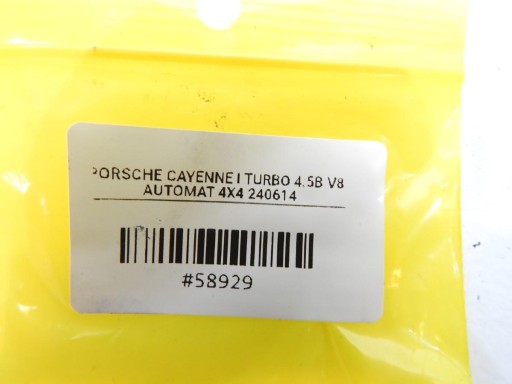 PORSCHE CAYENNE I TURBO 4.5B V8
AUTOMAT 4X4 240614
#58929